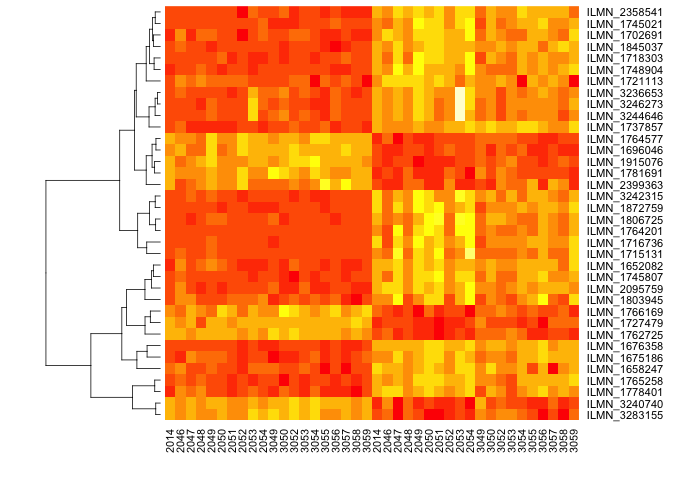 ILMN_2358541
ILMN_1745021
ILMN_1702691
ILMN_1845037
ILMN_1718303
ILMN_1748904
ILMN_1721113
ILMN_3236653
ILMN_3246273
ILMN_3244646
ILMN_1737857
ILMN_1764577
ILMN_1696046
ILMN_1915076
ILMN_1781691
ILMN_2399363
ILMN_3242315
ILMN_1872759
ILMN_1806725
ILMN_1764201
ILMN_1716736
ILMN_1715131
ILMN_1652082
ILMN_1745807
ILMN_2095759
ILMN_1803945
ILMN_1766169
ILMN_1727479
ILMN_1762725
ILMN_1676358
ILMN_1675186
ILMN_1658247
ILMN_1765258
ILMN_1778401
ILMN_3240740
ILMN_3283155
2014
2046
2047
2048
2049
2050
2051
2052
2053
2054
3049
3050
3052
3053
3054
3055
3056
3057
3058
3059
2014
2046
2047
2048
2049
2050
2051
2052
2053
2054
3049
3050
3052
3053
3054
3055
3056
3057
3058
3059